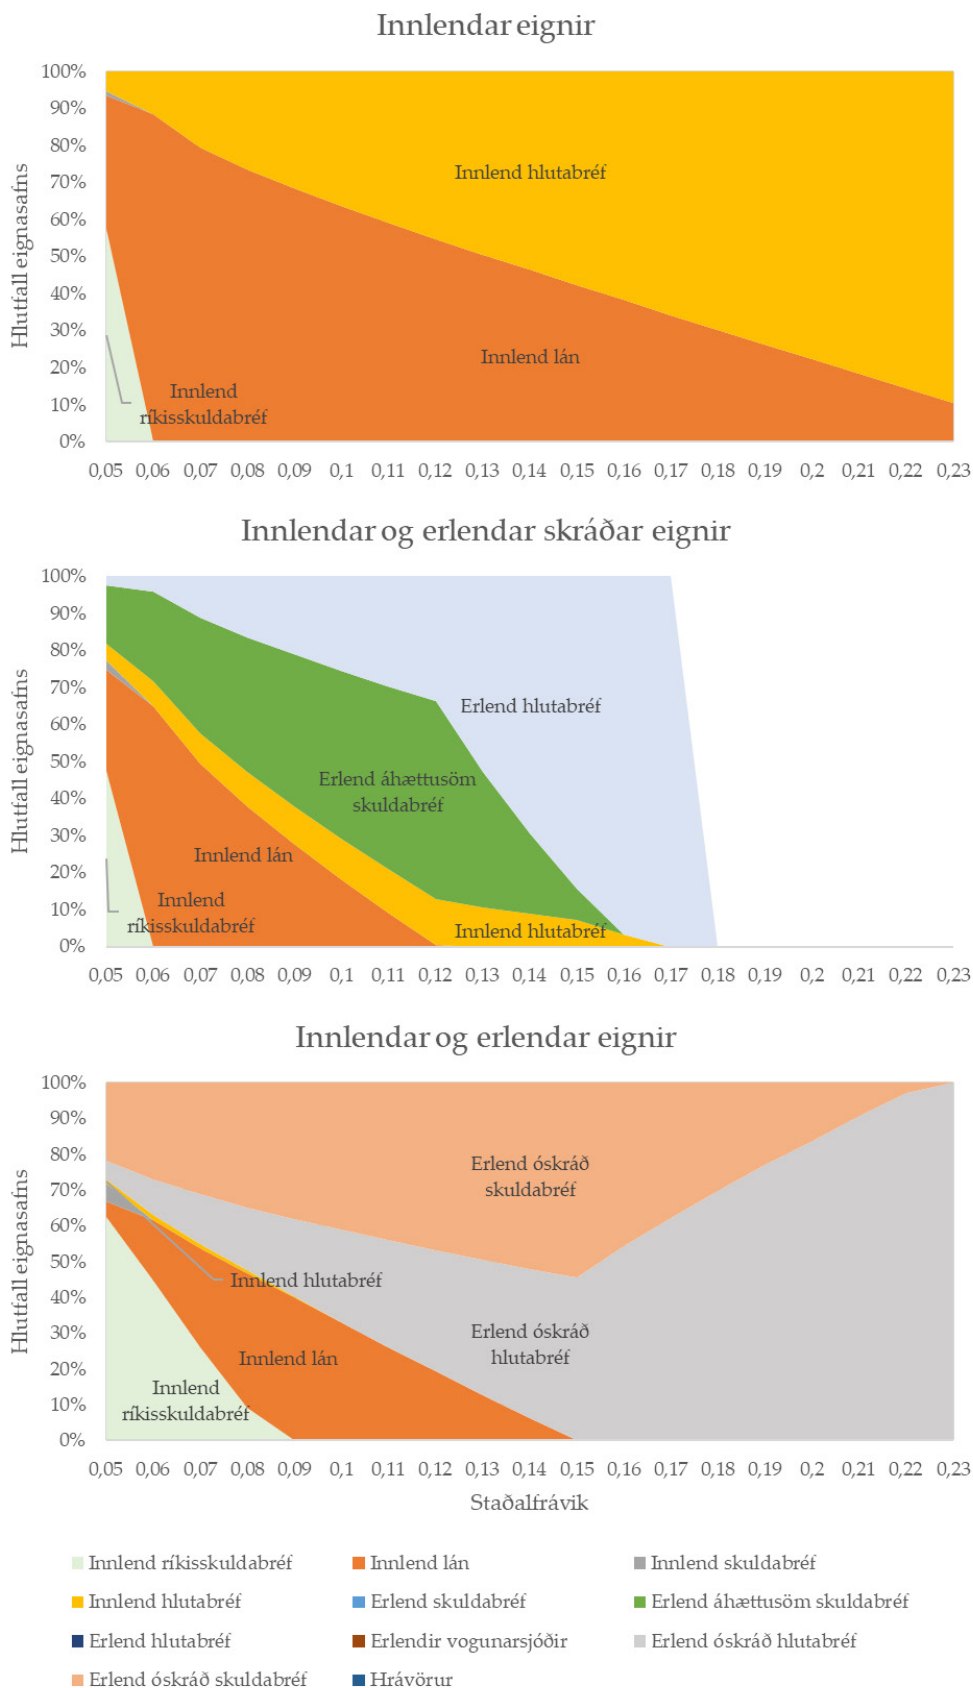 Innlendar eignir
Hlutfall eignasafns
100%
90%
80%
70%
60%
50%
40%
30%
20%
10%
0%
Innlend hlutabréf
Innlend lán
Innlend
ríkisskuldabréf
0,05 0,06 0,07 0,08 0,09 0,1 0,11 0,12 0,13 0,14 0,15 0,16 0,17 0,18 0,19 0,2 0,21 0,22 0,23
Innlendar og erlendar skráðar eignir
Hlutfall eignasafns
100%
90%
80%
70%
60%
50%
40%
30%
20%
10%
0%
Erlend hlutabréf
Erlend áhættusöm
skuldabréf
Innlend lán
Innlend
ríkisskuldabréf
Innlend hlutabréf
0,05 0,06 0,07 0,08 0,09 0,1 0,11 0,12 0,13 0,14 0,15 0,16 0,17 0,18 0,19 0,2 0,21 0,22 0,23
Innlendar og erlendar eignir
Hlutfall eignasafns
100%
90%
80%
70%
60%
50%
40%
30%
20%
10%
0%
Erlend óskráð
skuldabréf
Innlend hlutabréf
Erlend óskráð
hlutabréf
Innlend lán
Innlend
ríkisskuldabréf
0,05 0,06 0,07 0,08 0,09 0,1 0,11 0,12 0,13 0,14 0,15 0,16 0,17 0,18 0,19 0,2 0,21 0,22 0,23
Staðalfrávik
Innlend ríkisskuldabréf Innlend lán Innlend skuldabréf
Innlend hlutabréf Erlend skuldabréf Erlend áhættusöm skuldabréf
Erlend hlutabréf Erlendir vogunarsjóðir Erlend óskráð hlutabréf
Erlend óskráð skuldabréf Hrávörur